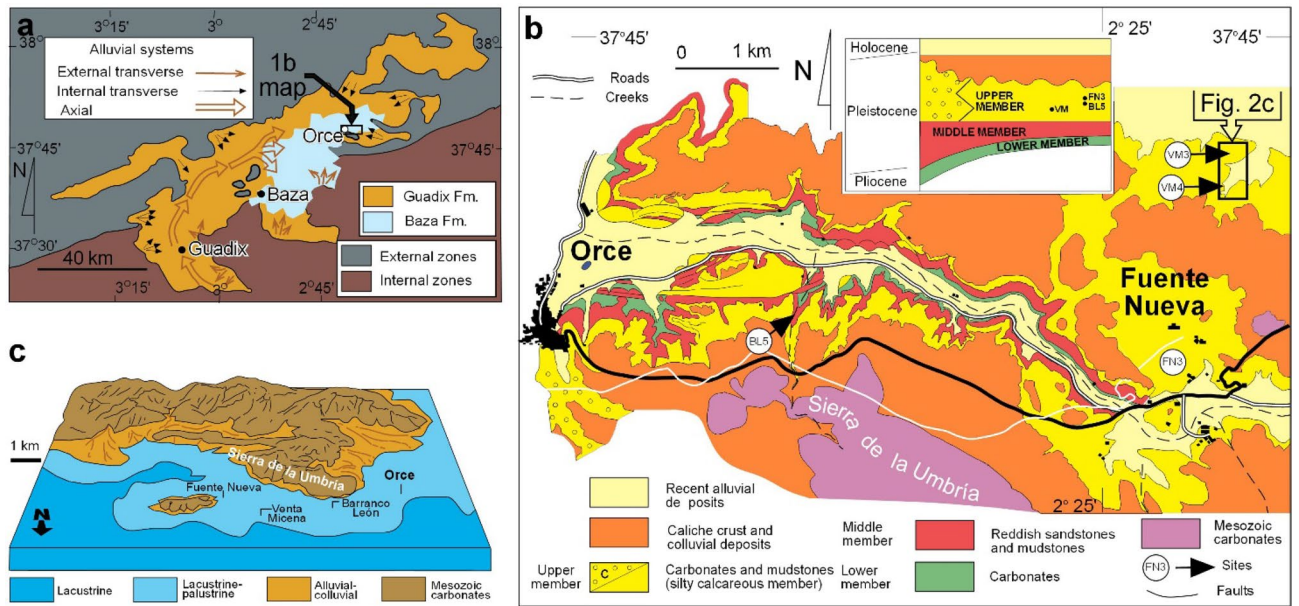 a
3°15'
3°
2°45'
38°
38°
Alluvial systems
External transverse
Internal transverse
Axial
1b
map
Orce
37°45'
37°45'
N
Baza
Guadix Fm.
Baza Fm.
37°30'
Guadix
40 km
External zones
Internal zones
3°15'
3°
2°45'
c
1 km
Sierra de la Umbría
Orce
Fuente Nueva
Barranco
León
Venta
Micena
N
Lacustrine
Lacustrine-
palustrine
Alluvial-
colluvial
Mesozoic
carbonates
b
37°45'
0 1 km
2° 25'
37°45'
Roads
Creeks
N
Holocene
Pleistocene
Pliocene
UPPER
MEMBER
VM
FN3
BL5
MIDDLE MEMBER
LOWER MEMBER
Fig. 2c
VM3
VM4
Orce
Fuente
Nueva
BL5
FN3
Sierra
de la Umbría
2° 25'
Recent alluvial
de posits
Caliche crust and
colluvial deposits
Upper
member
C
Carbonates and mudstones
(silty calcareous member)
Middle
member
Reddish sandstones
and mudstones
Lower
member
Carbonates
Mesozoic
carbonates
FN3
Sites
Faults